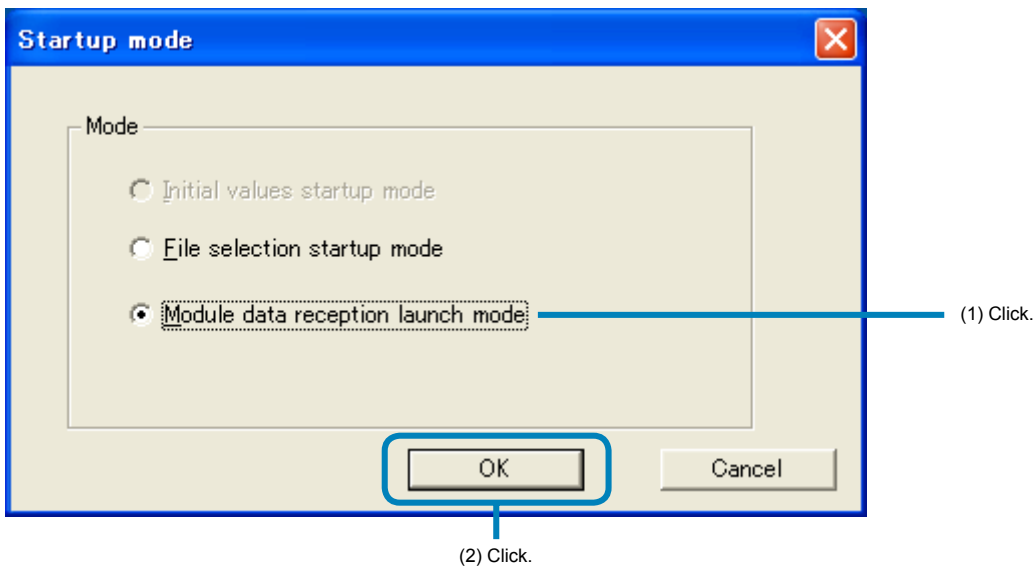 Startup mode
Mode
Initial values startup mode
File selection startup mode
Module data reception launch mode
(1) Click.
OK
Cancel
(2) Click.